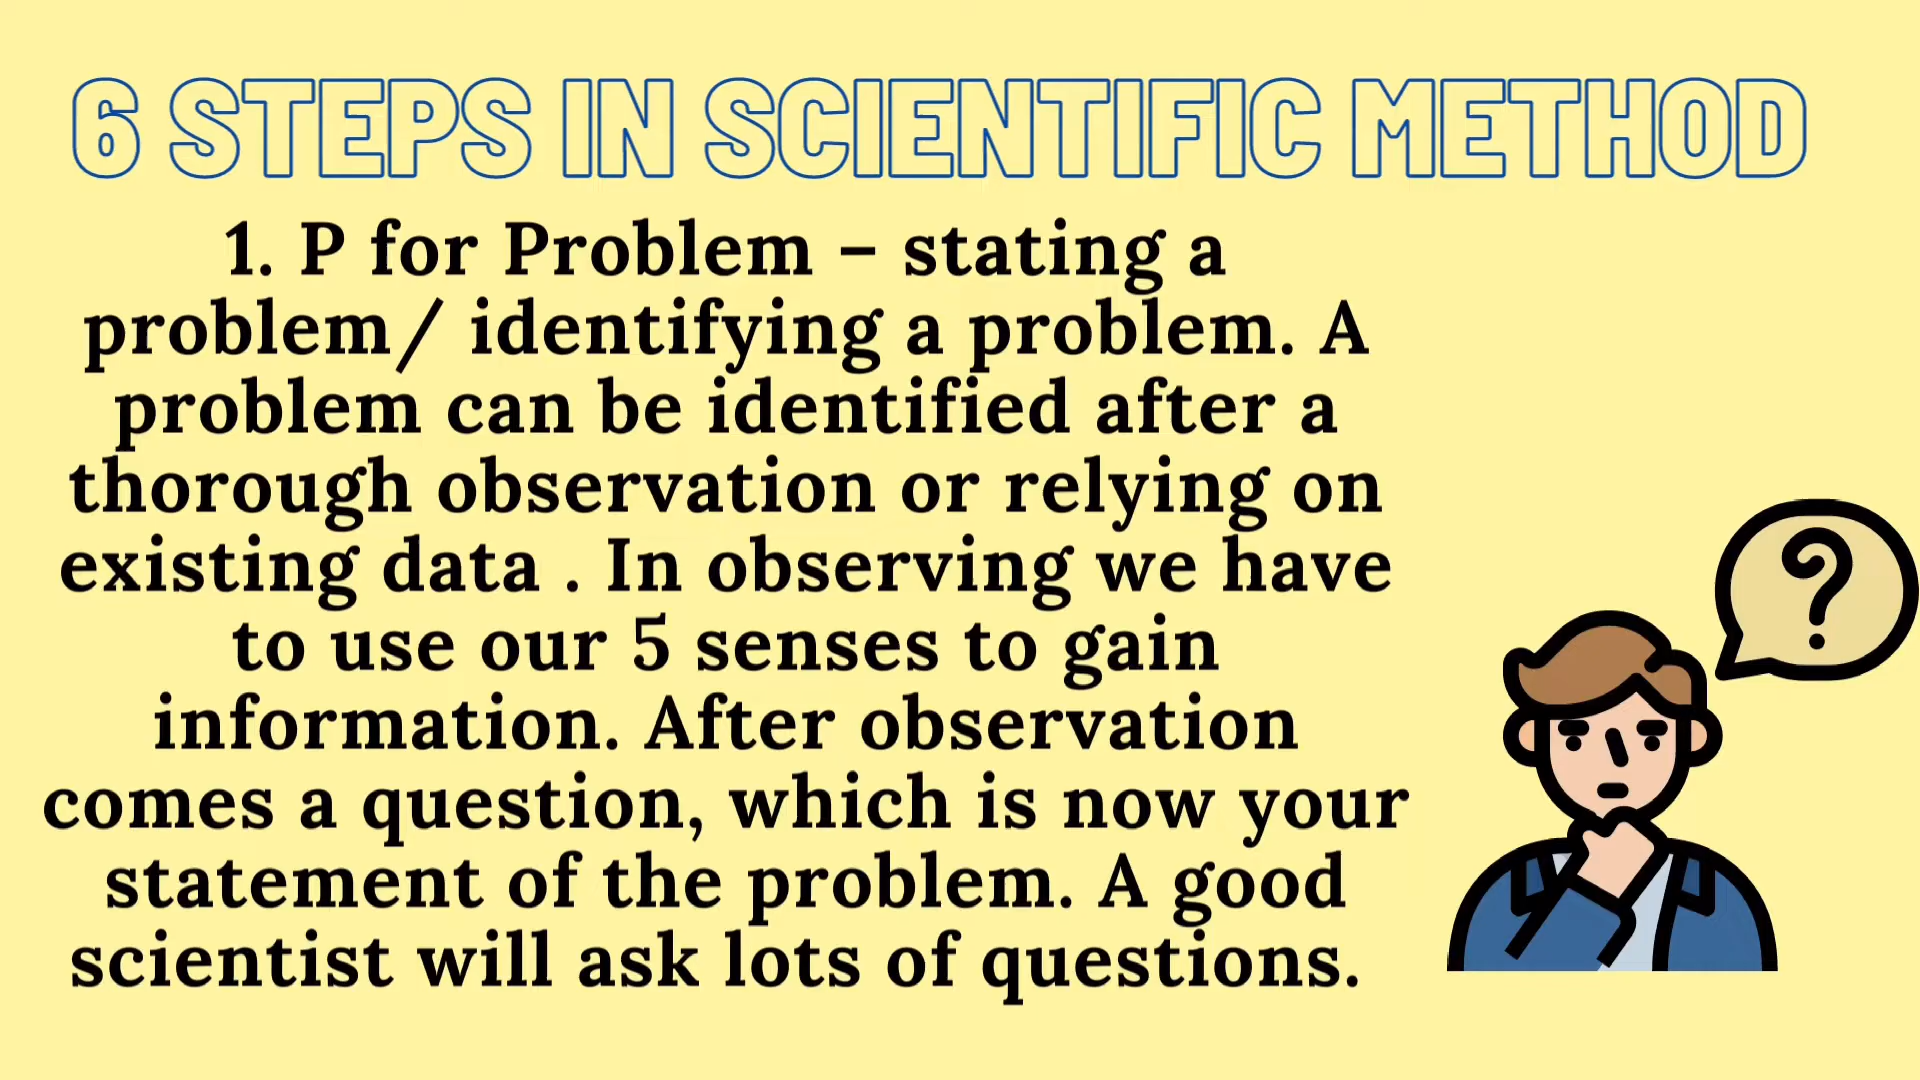 6 STEPS IN SCIENTIFIC METHOD
1. P for Problem – stating a
problem/ identifying a problem. A
problem can be identified after a
thorough observation or relying on
existing data . In observing we have
to use our 5 senses to gain
information. After observation
comes a question, which is now your
statement of the problem. A good
scientist will ask lots of questions.
?